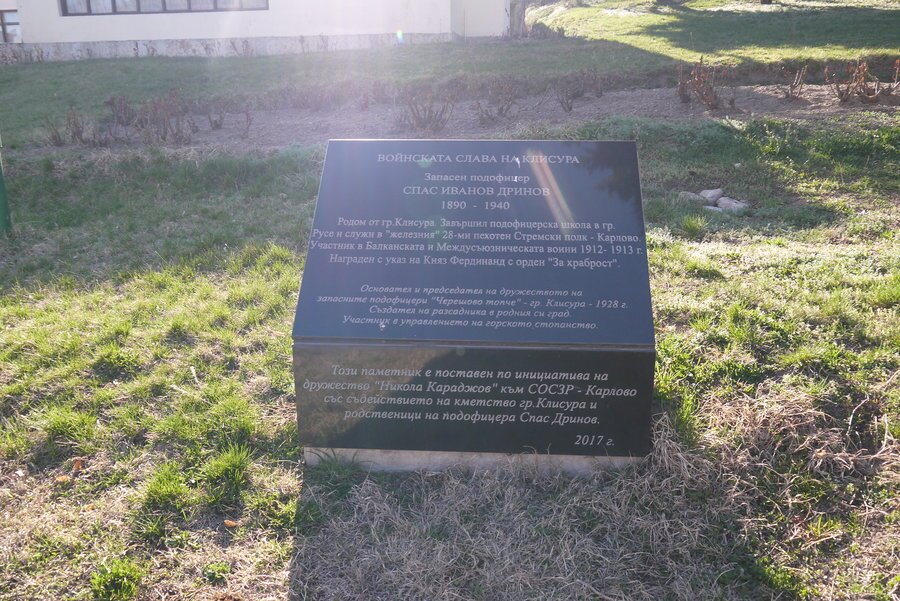 ВОЙНСКАТА СЛАВА НА КЛИСУРА
Запасен подофицер
СПАС ИВАНОВ ДРИНОВ
1890 - 1940
Родом от гр.Клисура. Завършил подофицерска школа в гр.
Русе и служи в "железния" 28-ми пехотен Стремски полк - Карлово.
Участник в Балканската и Междусъюзническата войни 1912- 1913 г.
Награден с указ на Княз Фердинанд с орден "За храброст".
Основател и председател на дружеството на
запасните подофицери "Черешово топче" - гр. Клисура - 1928 г.
Създател на разсадника в родния си град.
Участник в управлението на горското стопанство.
Този паметник е поставен по инициатива на
дружество "Никола Караджов" към СОСЗР - Карлово
със съдействието на кметство гр.Клисура и
родственици на подофицера Спас Дринов.
2017 г.